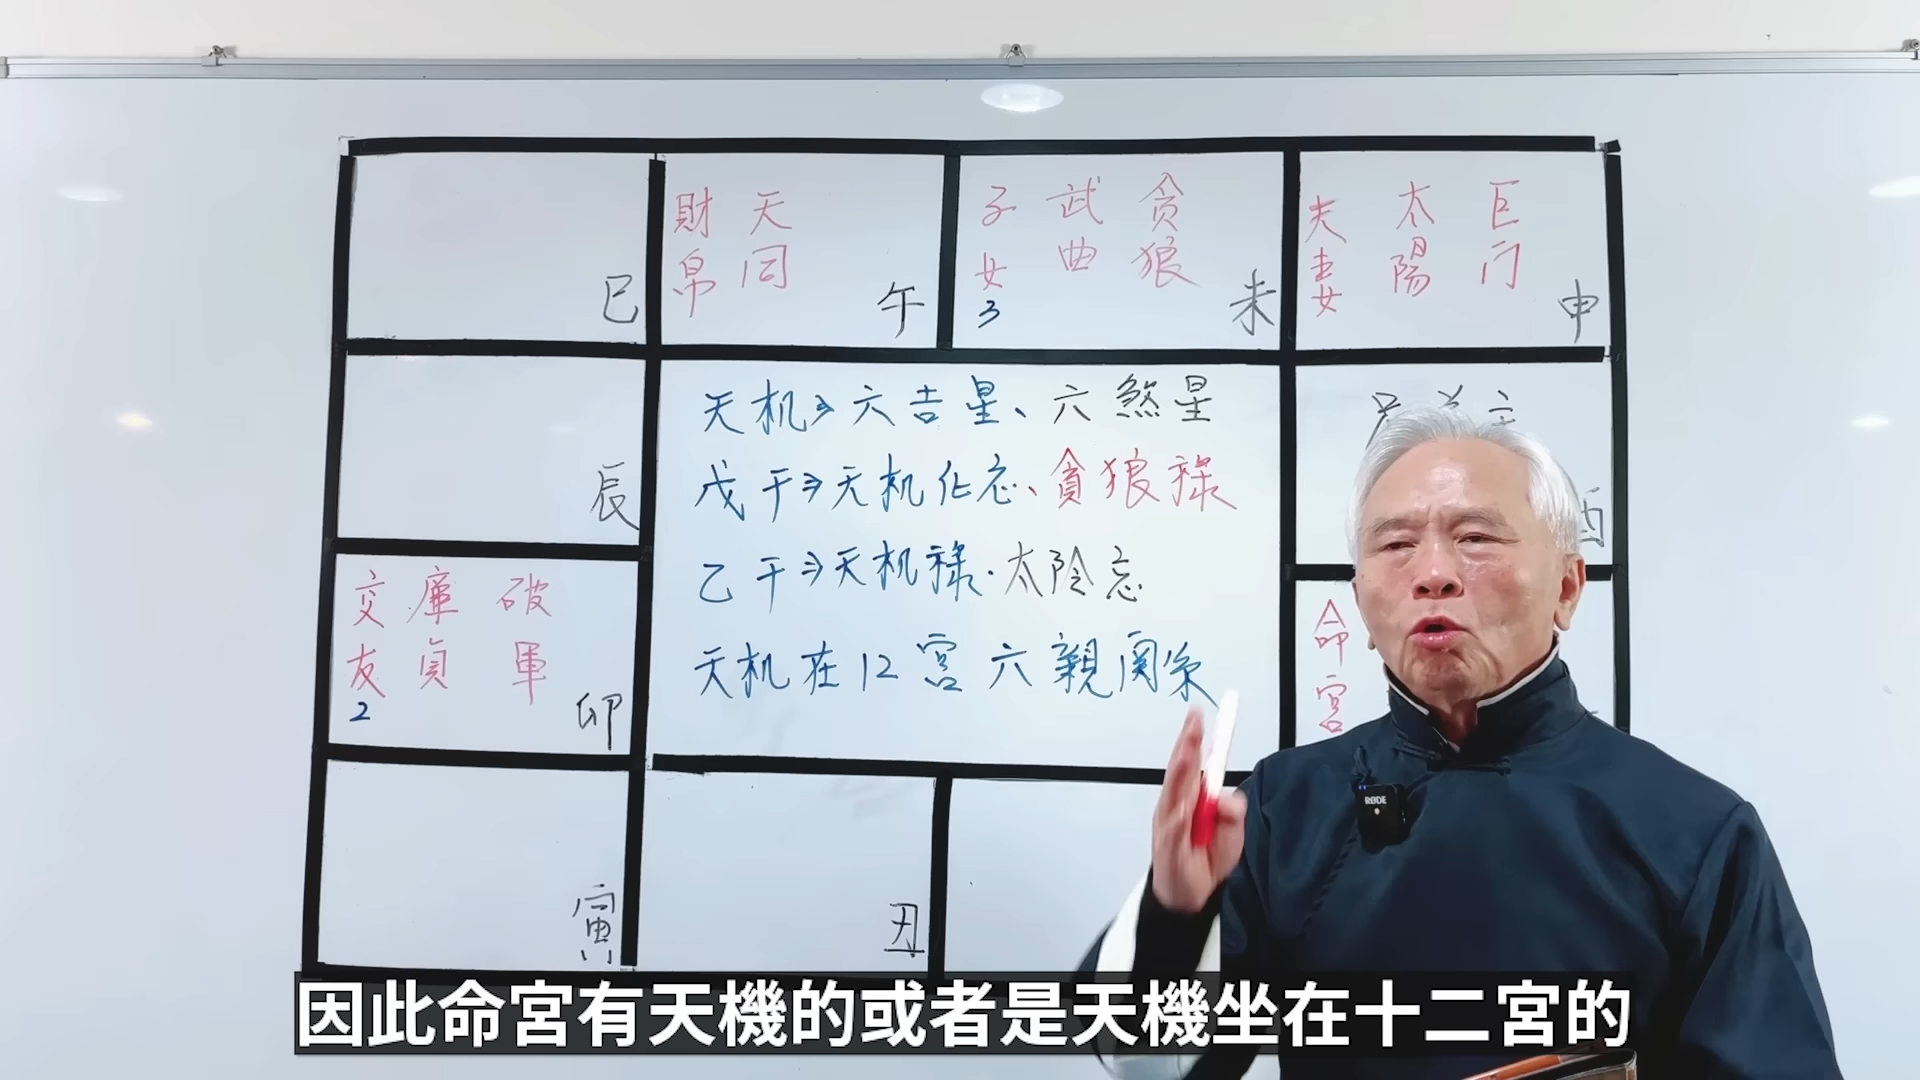 財帛 天同 午
子女 武曲 貪狼 3 未
夫妻 太陽 巨门 申
巳
天机⇒六吉星、六煞星
戊干⇒天机化忌、貪狼祿
乙干⇒天机祿·太陰忌
天机在12宮六親関系
辰
酉
交友 廉貞 破軍 2 卯
命宮
寅
丑
RØDE
因此命宮有天機的或者是天機坐在十二宮的